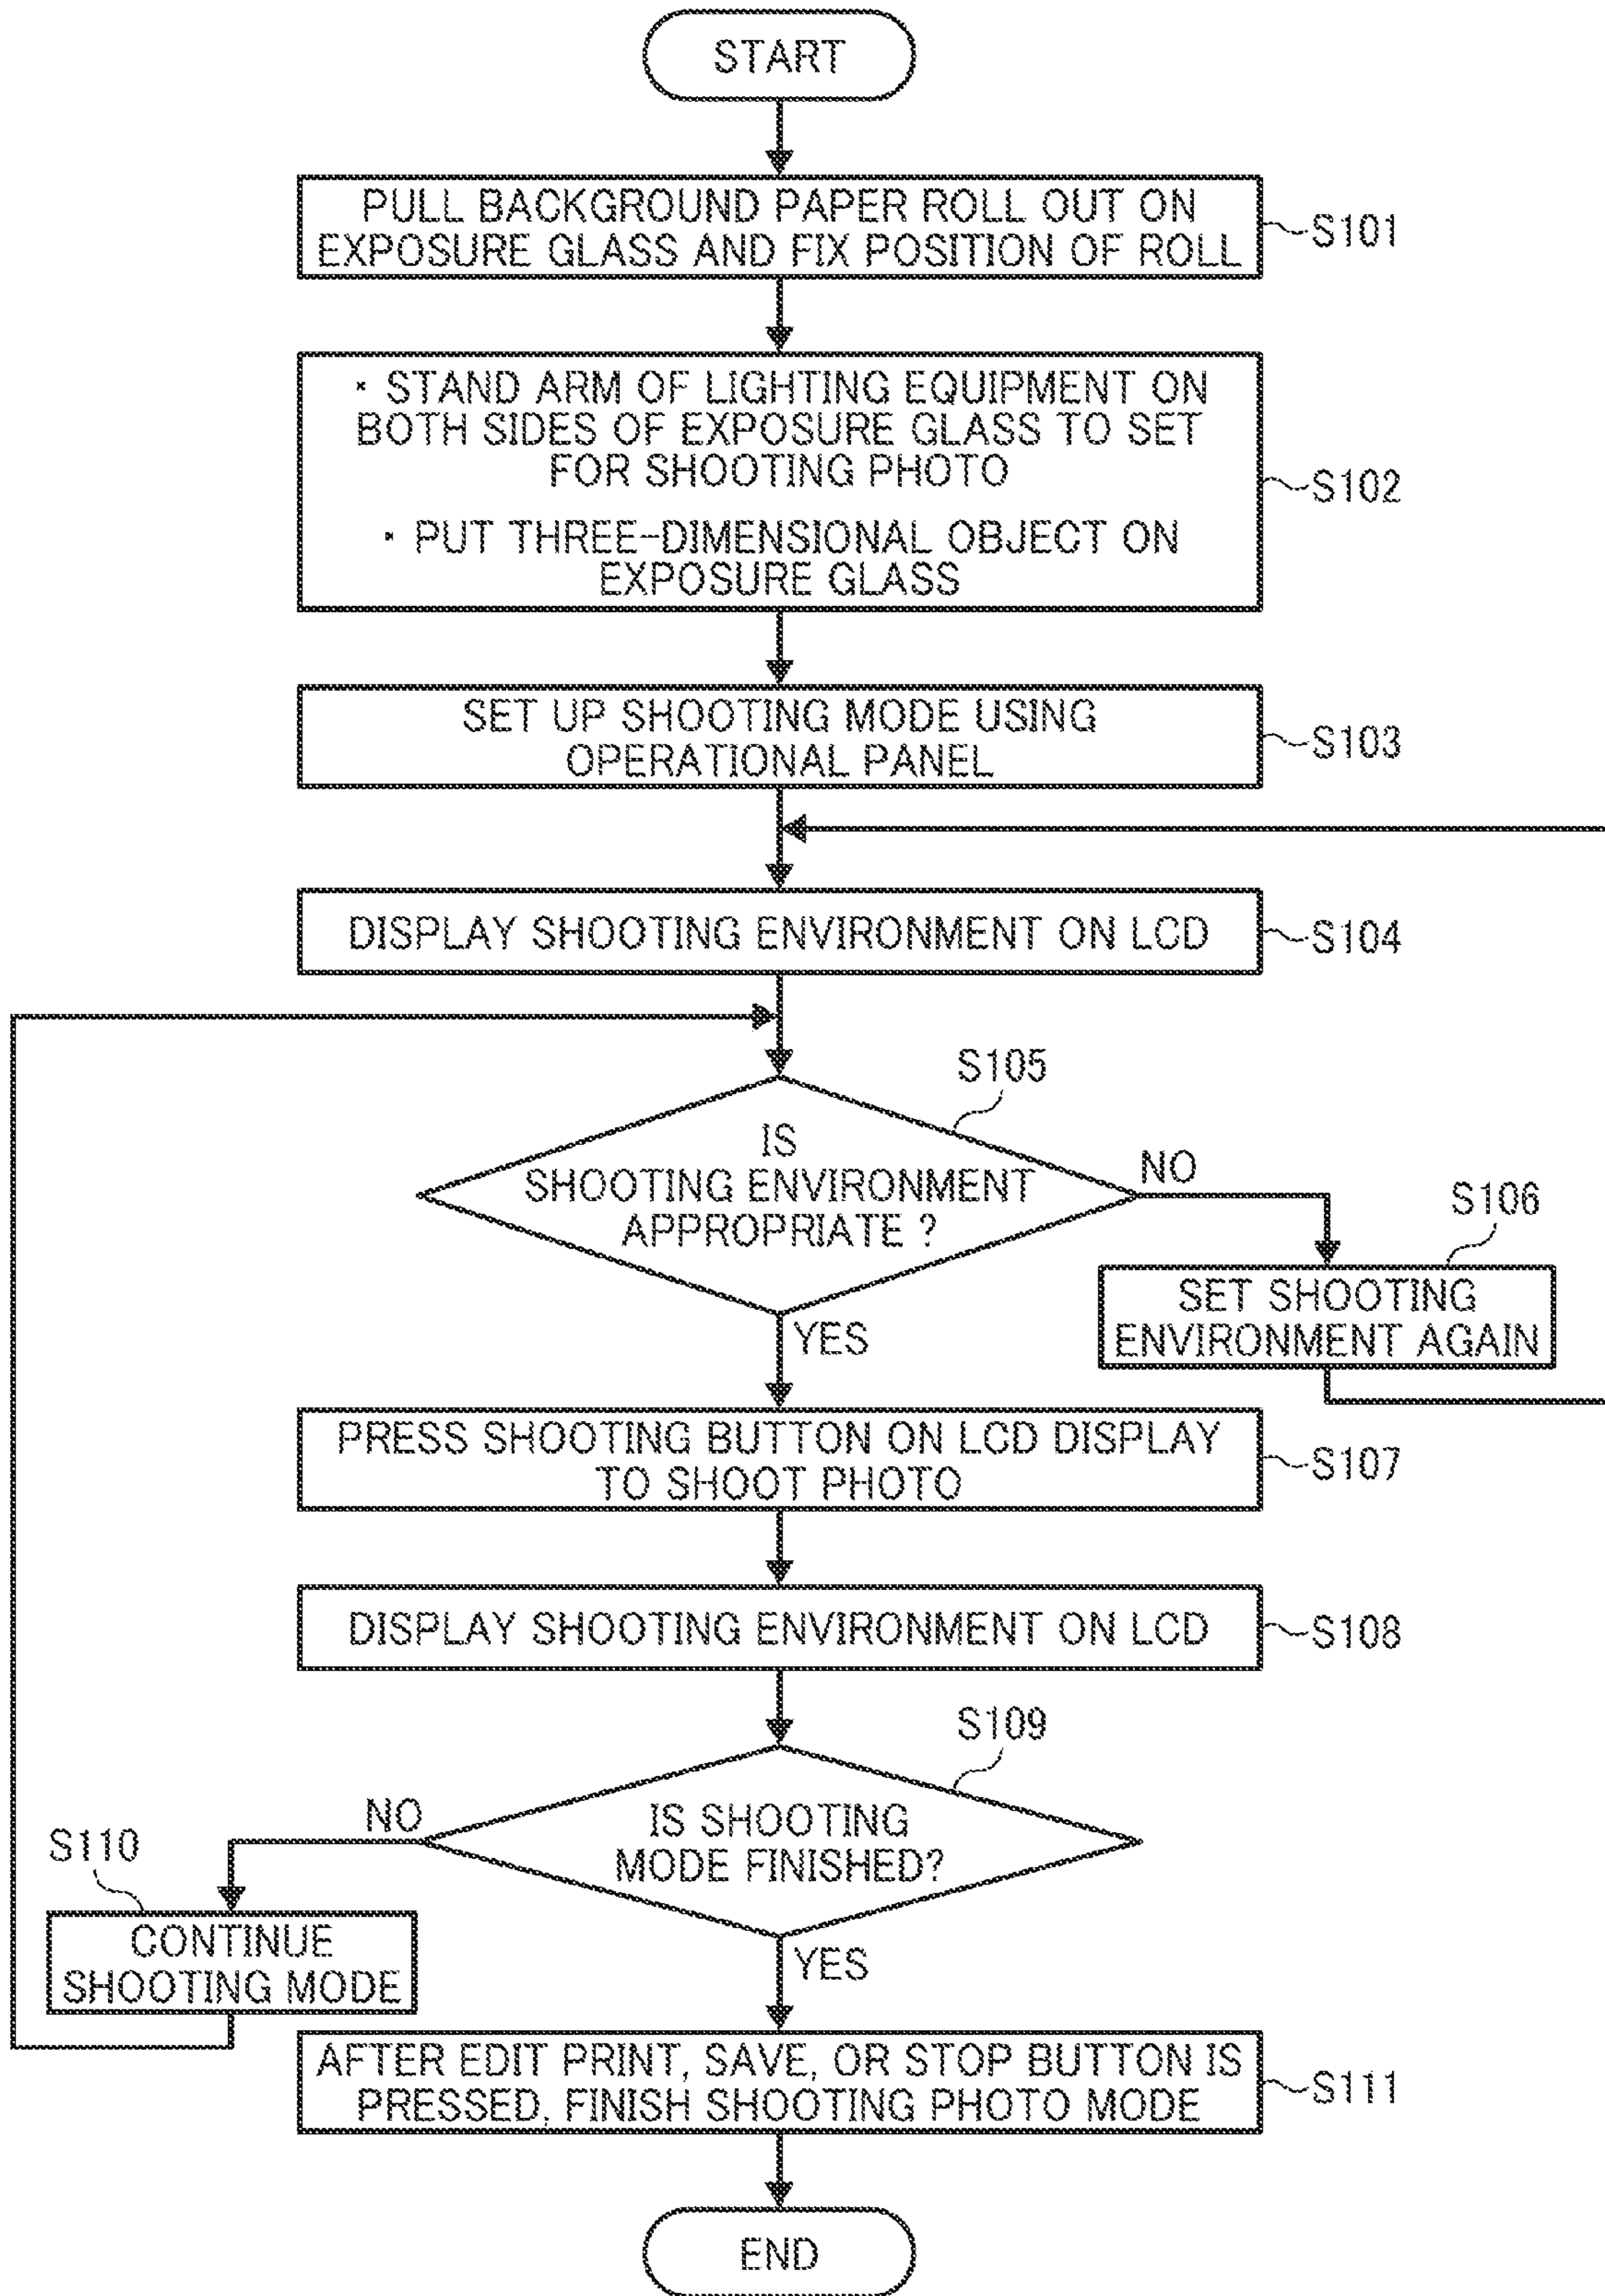 START
PULL BACKGROUND PAPER ROLL OUT ON
EXPOSURE GLASS AND FIX POSITION OF ROLL
S101
· STAND ARM OF LIGHTING EQUIPMENT ON
BOTH SIDES OF EXPOSURE GLASS TO SET
FOR SHOOTING PHOTO
· PUT THREE-DIMENSIONAL OBJECT ON
EXPOSURE GLASS
S102
SET UP SHOOTING MODE USING
OPERATIONAL PANEL
S103
DISPLAY SHOOTING ENVIRONMENT ON LCD
S104
S105
IS
SHOOTING ENVIRONMENT
APPROPRIATE ?
NO
S106
SET SHOOTING
ENVIRONMENT AGAIN
YES
PRESS SHOOTING BUTTON ON LCD DISPLAY
TO SHOOT PHOTO
S107
DISPLAY SHOOTING ENVIRONMENT ON LCD
S108
S109
IS SHOOTING
MODE FINISHED?
NO
S110
CONTINUE
SHOOTING MODE
YES
AFTER EDIT PRINT, SAVE, OR STOP BUTTON IS
PRESSED, FINISH SHOOTING PHOTO MODE
S111
END